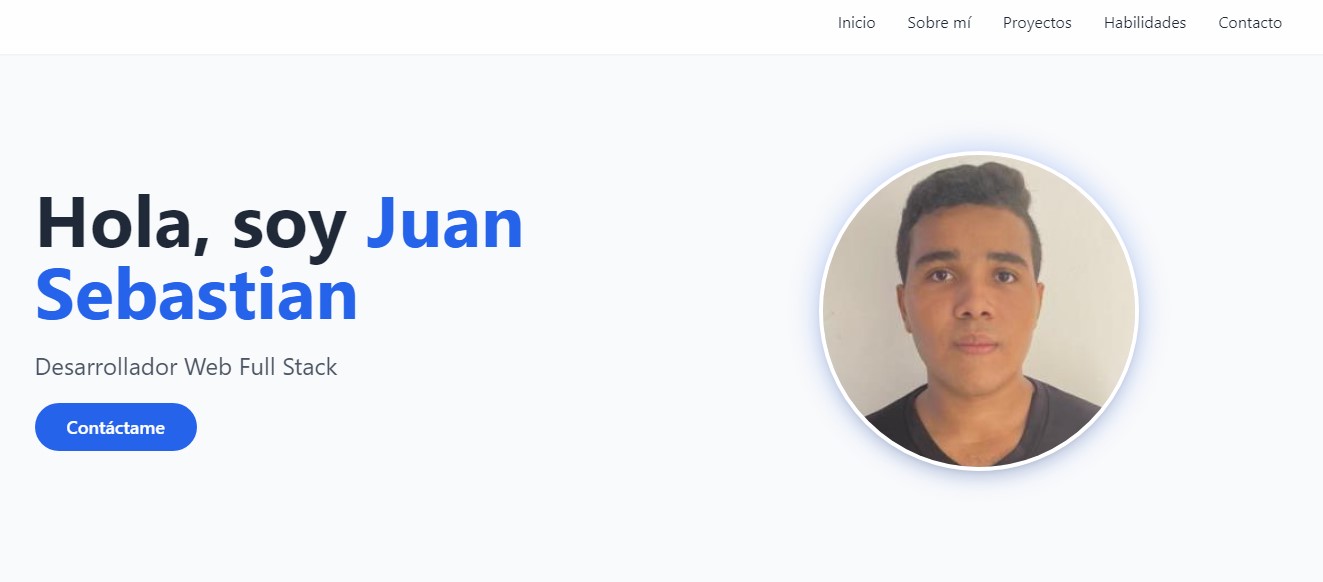 Inicio Sobre mí Proyectos Habilidades Contacto
Hola, soy Juan
Sebastian
Desarrollador Web Full Stack
Contáctame